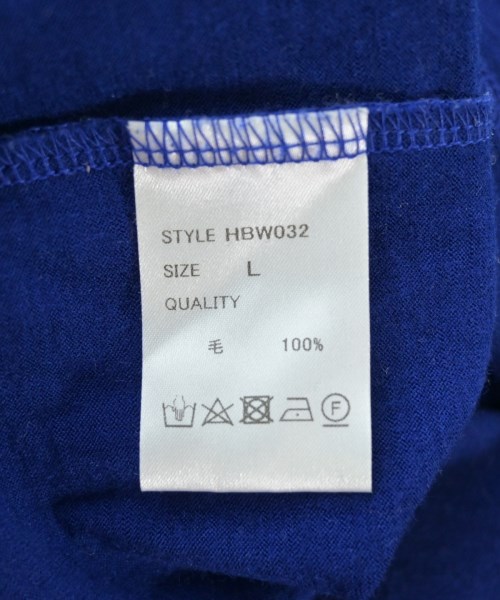 STYLE HBW032
SIZE L
QUALITY
毛 100%
F